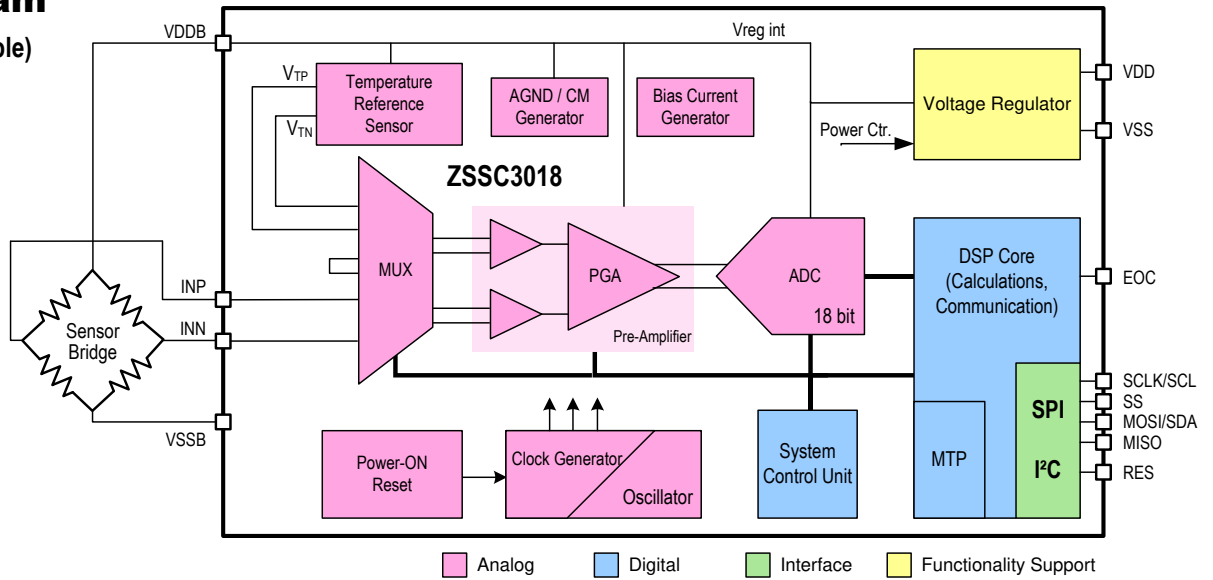 VDDB
Vreg int
VTP
VTN
Temperature
Reference
Sensor
AGND / CM
Generator
Bias Current
Generator
Voltage Regulator
Power Ctr.
VDD
VSS
ZSSC3018
MUX
PGA
Pre-Amplifier
ADC
18 bit
DSP Core
(Calculations,
Communication)
EOC
INP
INN
Sensor
Bridge
VSSB
Power-ON
Reset
Clock Generator
Oscillator
System
Control Unit
MTP
SPI
I²C
SCLK/SCL
SS
MOSI/SDA
MISO
RES
Analog
Digital
Interface
Functionality Support